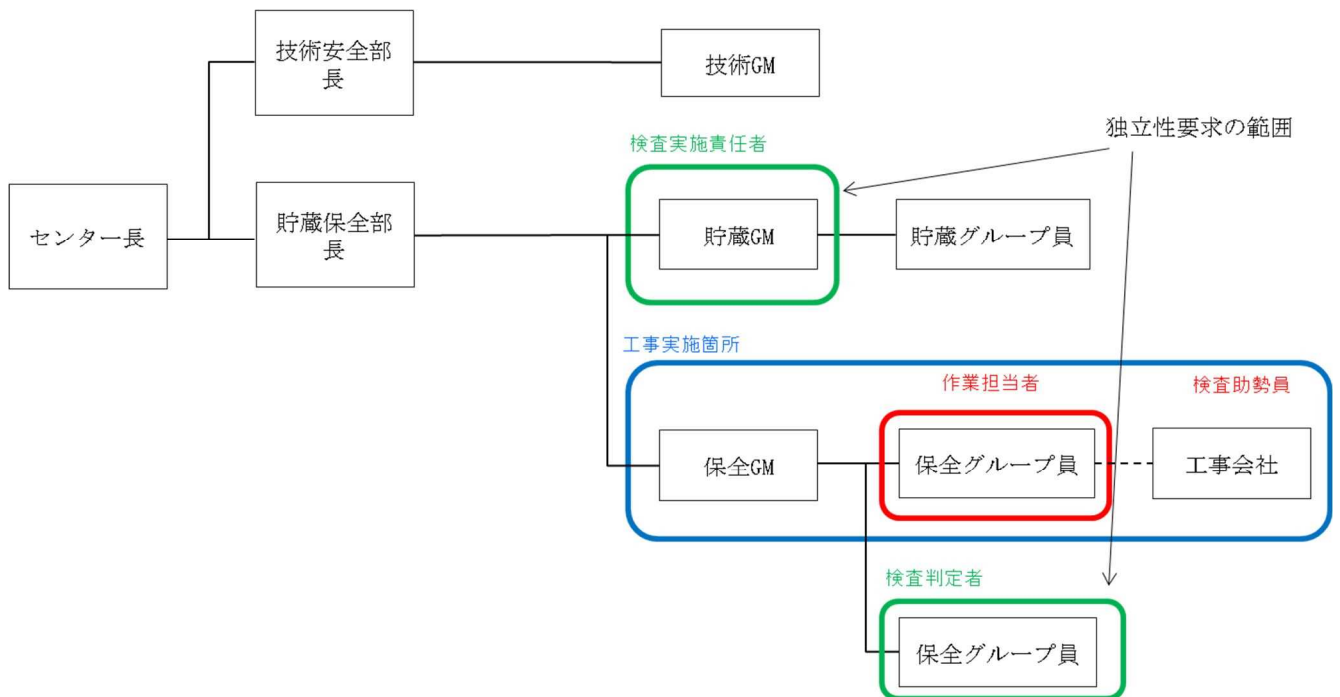 技術安全部
長
技術GM
独立性要求の範囲
検査実施責任者
センター長
貯蔵保全部
長
貯蔵GM
貯蔵グループ員
工事実施箇所
作業担当者
検査助勢員
保全GM
保全グループ員
工事会社
検査判定者
保全グループ員